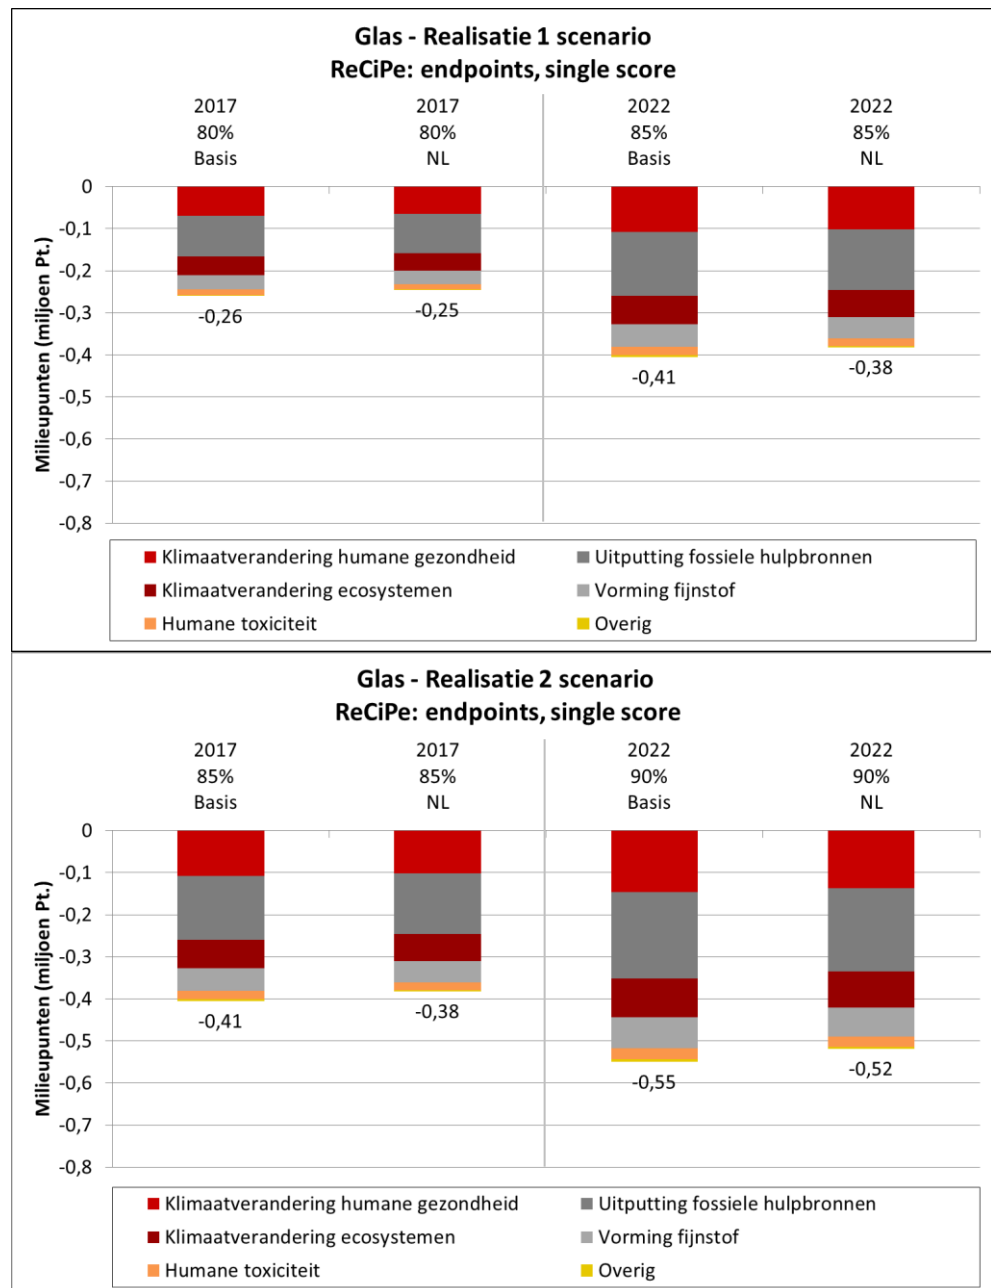 Glas - Realisatie 1 scenario
ReCiPe: endpoints, single score
2017 2017 2022 2022
80% 80% 85% 85%
Basis NL Basis NL
Milieupunten (miljoen Pt.)
0
-0,1
-0,2
-0,3
-0,4
-0,5
-0,6
-0,7
-0,8
-0,26 -0,25 -0,41 -0,38
Klimaatverandering humane gezondheid Uitputting fossiele hulpbronnen
Klimaatverandering ecosystemen Vorming fijnstof
Humane toxiciteit Overig
Glas - Realisatie 2 scenario
ReCiPe: endpoints, single score
2017 2017 2022 2022
85% 85% 90% 90%
Basis NL Basis NL
Milieupunten (miljoen Pt.)
0
-0,1
-0,2
-0,3
-0,4
-0,5
-0,6
-0,7
-0,8
-0,41 -0,38 -0,55 -0,52
Klimaatverandering humane gezondheid Uitputting fossiele hulpbronnen
Klimaatverandering ecosystemen Vorming fijnstof
Humane toxiciteit Overig